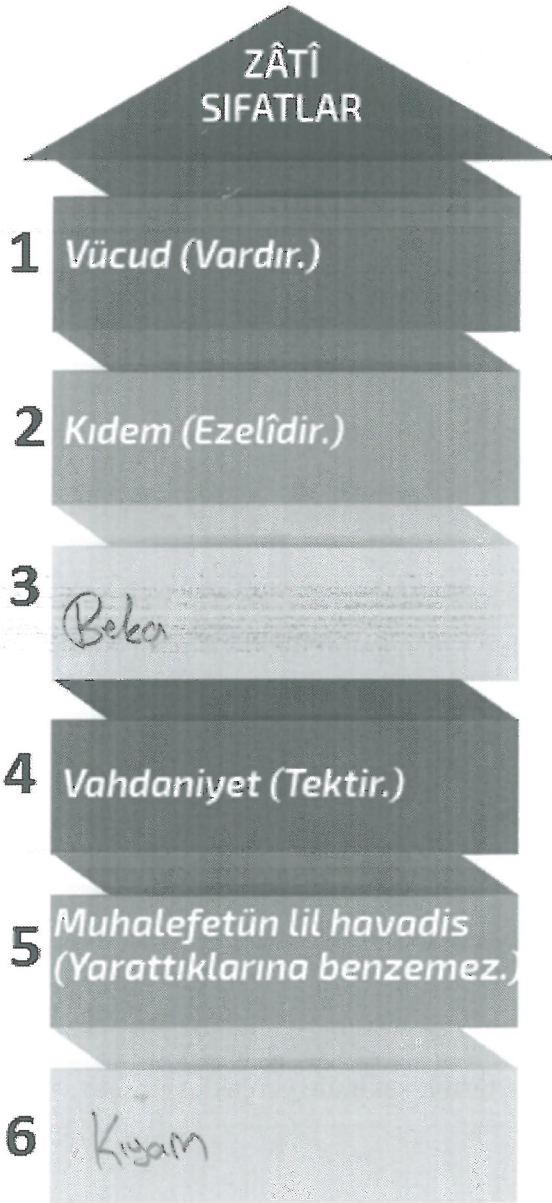 ZÂTÎ
SIFATLAR
1 Vücud (Vardır.)
2 Kıdem (Ezelîdir.)
3 Beka
4 Vahdaniyet (Tektir.)
5 Muhalefetün lil havadis
(Yarattıklarına benzemez.)
6 Kıyam